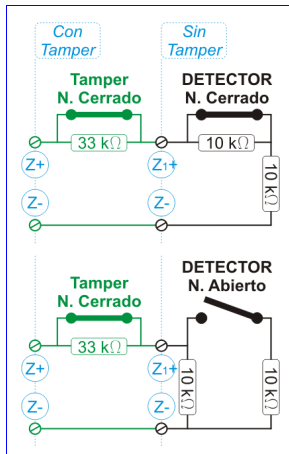 Con Tamper
Sin Tamper
Tamper
N. Cerrado
DETECTOR
N. Cerrado
33 kΩ
10 kΩ
Z+
Z1+
10 kΩ
Z-
Z-
Tamper
N. Cerrado
DETECTOR
N. Abierto
33 kΩ
Z+
Z1+
10 kΩ
10 kΩ
Z-
Z-